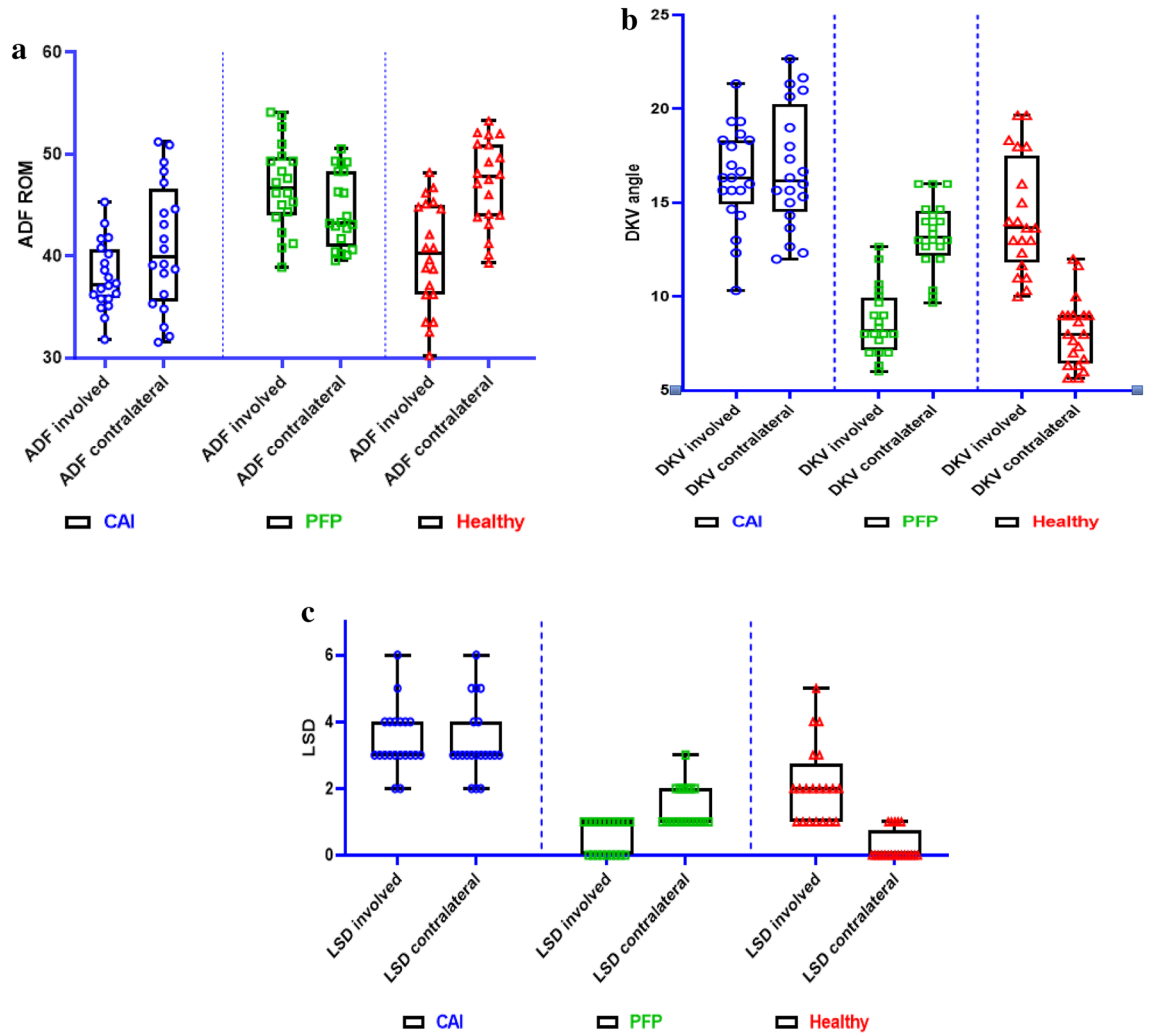 a
60
50
40
30
ADF ROM
ADF involved
ADF contralateral
ADF involved
ADF contralateral
ADF involved
ADF contralateral
CAI PFP Healthy
b
25
20
15
10
5
DKV angle
DKV involved
DKV contralateral
DKV involved
DKV contralateral
DKV involved
DKV contralateral
CAI PFP Healthy
c
6
4
2
0
LSD
LSD involved
LSD contralateral
LSD involved
LSD contralateral
LSD involved
LSD contralateral
CAI PFP Healthy